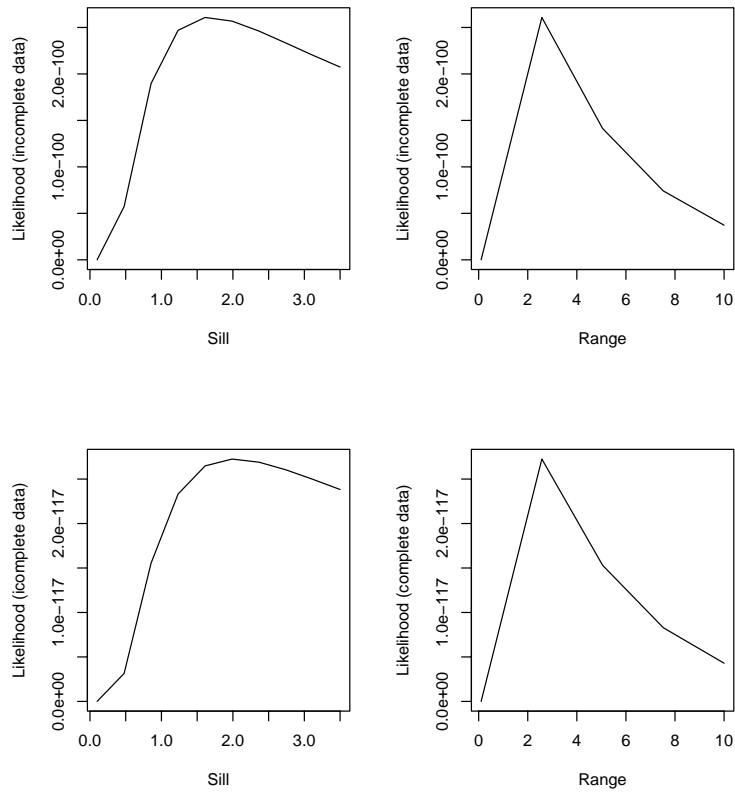 Likelihood (incomplete data)
0.0e+00 1.0e−100 2.0e−100
0.0 1.0 2.0 3.0
Sill
Likelihood (incomplete data)
0.0e+00 1.0e−100 2.0e−100
0 2 4 6 8 10
Range
Likelihood (icomplete data)
0.0e+00 1.0e−117 2.0e−117
0.0 1.0 2.0 3.0
Sill
Likelihood (complete data)
0.0e+00 1.0e−117 2.0e−117
0 2 4 6 8 10
Range